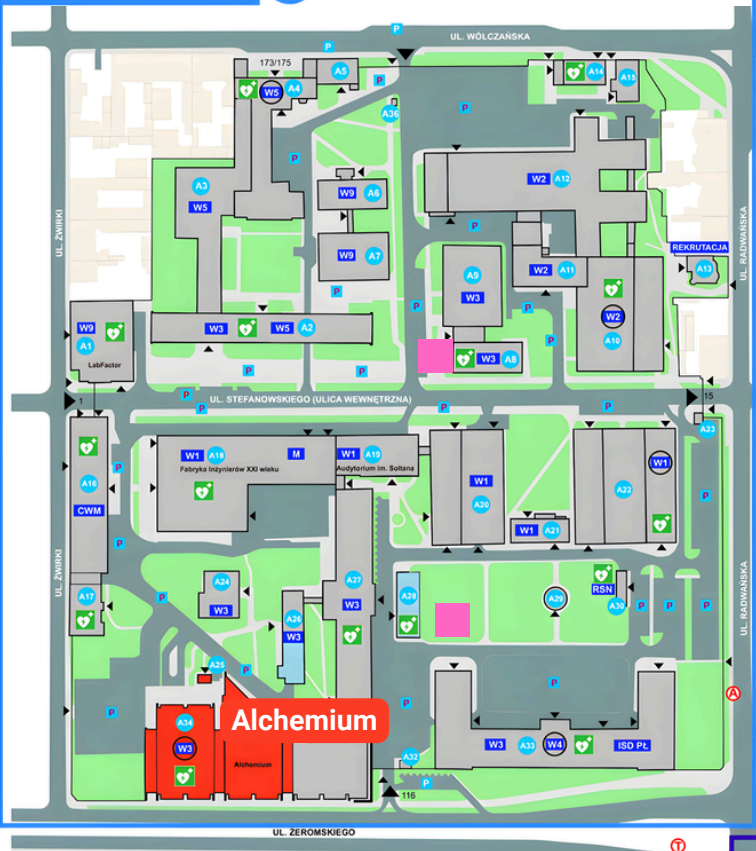 P
UL. WÓLCZAŃSKA
P
173/175
A5
A14
A15
P
A4
W5
P
A36
P
A3
W5
W9 A6
W2 A12
P
UL. ŻWIRKI
UL. RADWAŃSKA
REKRUTACJA
W9 A7
A9
W3
W2 A11
A13
P
P
P
W9
A1
LabFactor
W3
W5 A2
W2
A10
P
W3 A8
P
P
P
1
15
P
P
UL. STEFANOWSKIEGO (ULICA WEWNĘTRZNA)
P
P
A23
W1 A18
M
W1 A19
Fabryka Inżynierów XXI wieku
Audytorium im. Sołtana
W1
A20
W1
A22
P
A16
CWM
P
P
W1 A21
UL. ŻWIRKI
UL. RADWAŃSKA
A24
W3
A27
W3
A28
A29
RSN
A30
P
P
P
A17
P
A26
W3
A25
P
P
Alchemium
P
P
A
A34
W3
Alchemium
W3 A33 W4 ISD PŁ
A32
P
116
UL. ŻEROMSKIEGO
T